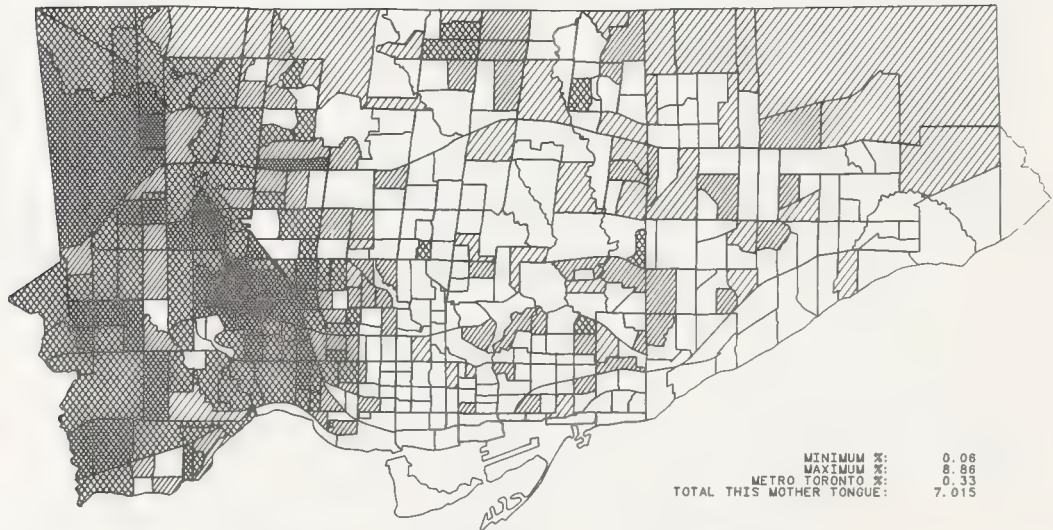 MINIMUM %: 0.06
MAXIMUM %: 8.86
METRO TORONTO %: 0.33
TOTAL THIS MOTHER TONGUE: 7.015